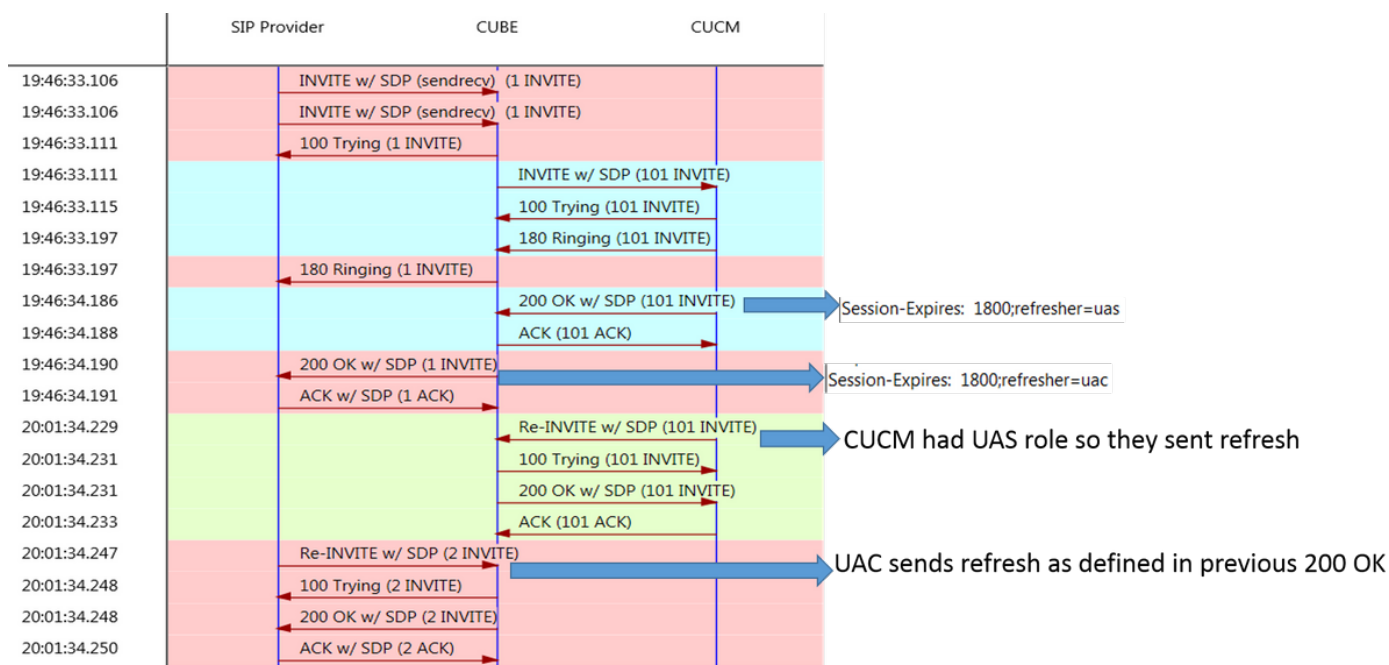 SIP Provider CUBE CUCM
19:46:33.106 INVITE w/ SDP (sendrecv) (1 INVITE)
19:46:33.106 INVITE w/ SDP (sendrecv) (1 INVITE)
19:46:33.111 100 Trying (1 INVITE)
19:46:33.111 INVITE w/ SDP (101 INVITE)
19:46:33.115 100 Trying (101 INVITE)
19:46:33.197 180 Ringing (101 INVITE)
19:46:33.197 180 Ringing (1 INVITE)
19:46:34.186 200 OK w/ SDP (101 INVITE) Session-Expires: 1800;refresher=uas
19:46:34.188 ACK (101 ACK)
19:46:34.190 200 OK w/ SDP (1 INVITE) Session-Expires: 1800;refresher=uac
19:46:34.191 ACK w/ SDP (1 ACK)
20:01:34.229 Re-INVITE w/ SDP (101 INVITE) CUCM had UAS role so they sent refresh
20:01:34.231 100 Trying (101 INVITE)
20:01:34.231 200 OK w/ SDP (101 INVITE)
20:01:34.233 ACK (101 ACK)
20:01:34.247 Re-INVITE w/ SDP (2 INVITE) UAC sends refresh as defined in previous 200 OK
20:01:34.248 100 Trying (2 INVITE)
20:01:34.248 200 OK w/ SDP (2 INVITE)
20:01:34.250 ACK w/ SDP (2 ACK)